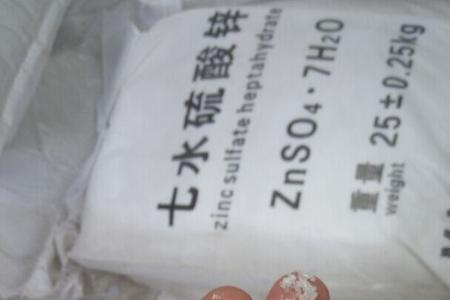 七水硫酸锌
zinc sulfate heptahydrate
ZnSO₄·7H₂O
重量 25±0.25kg
weight